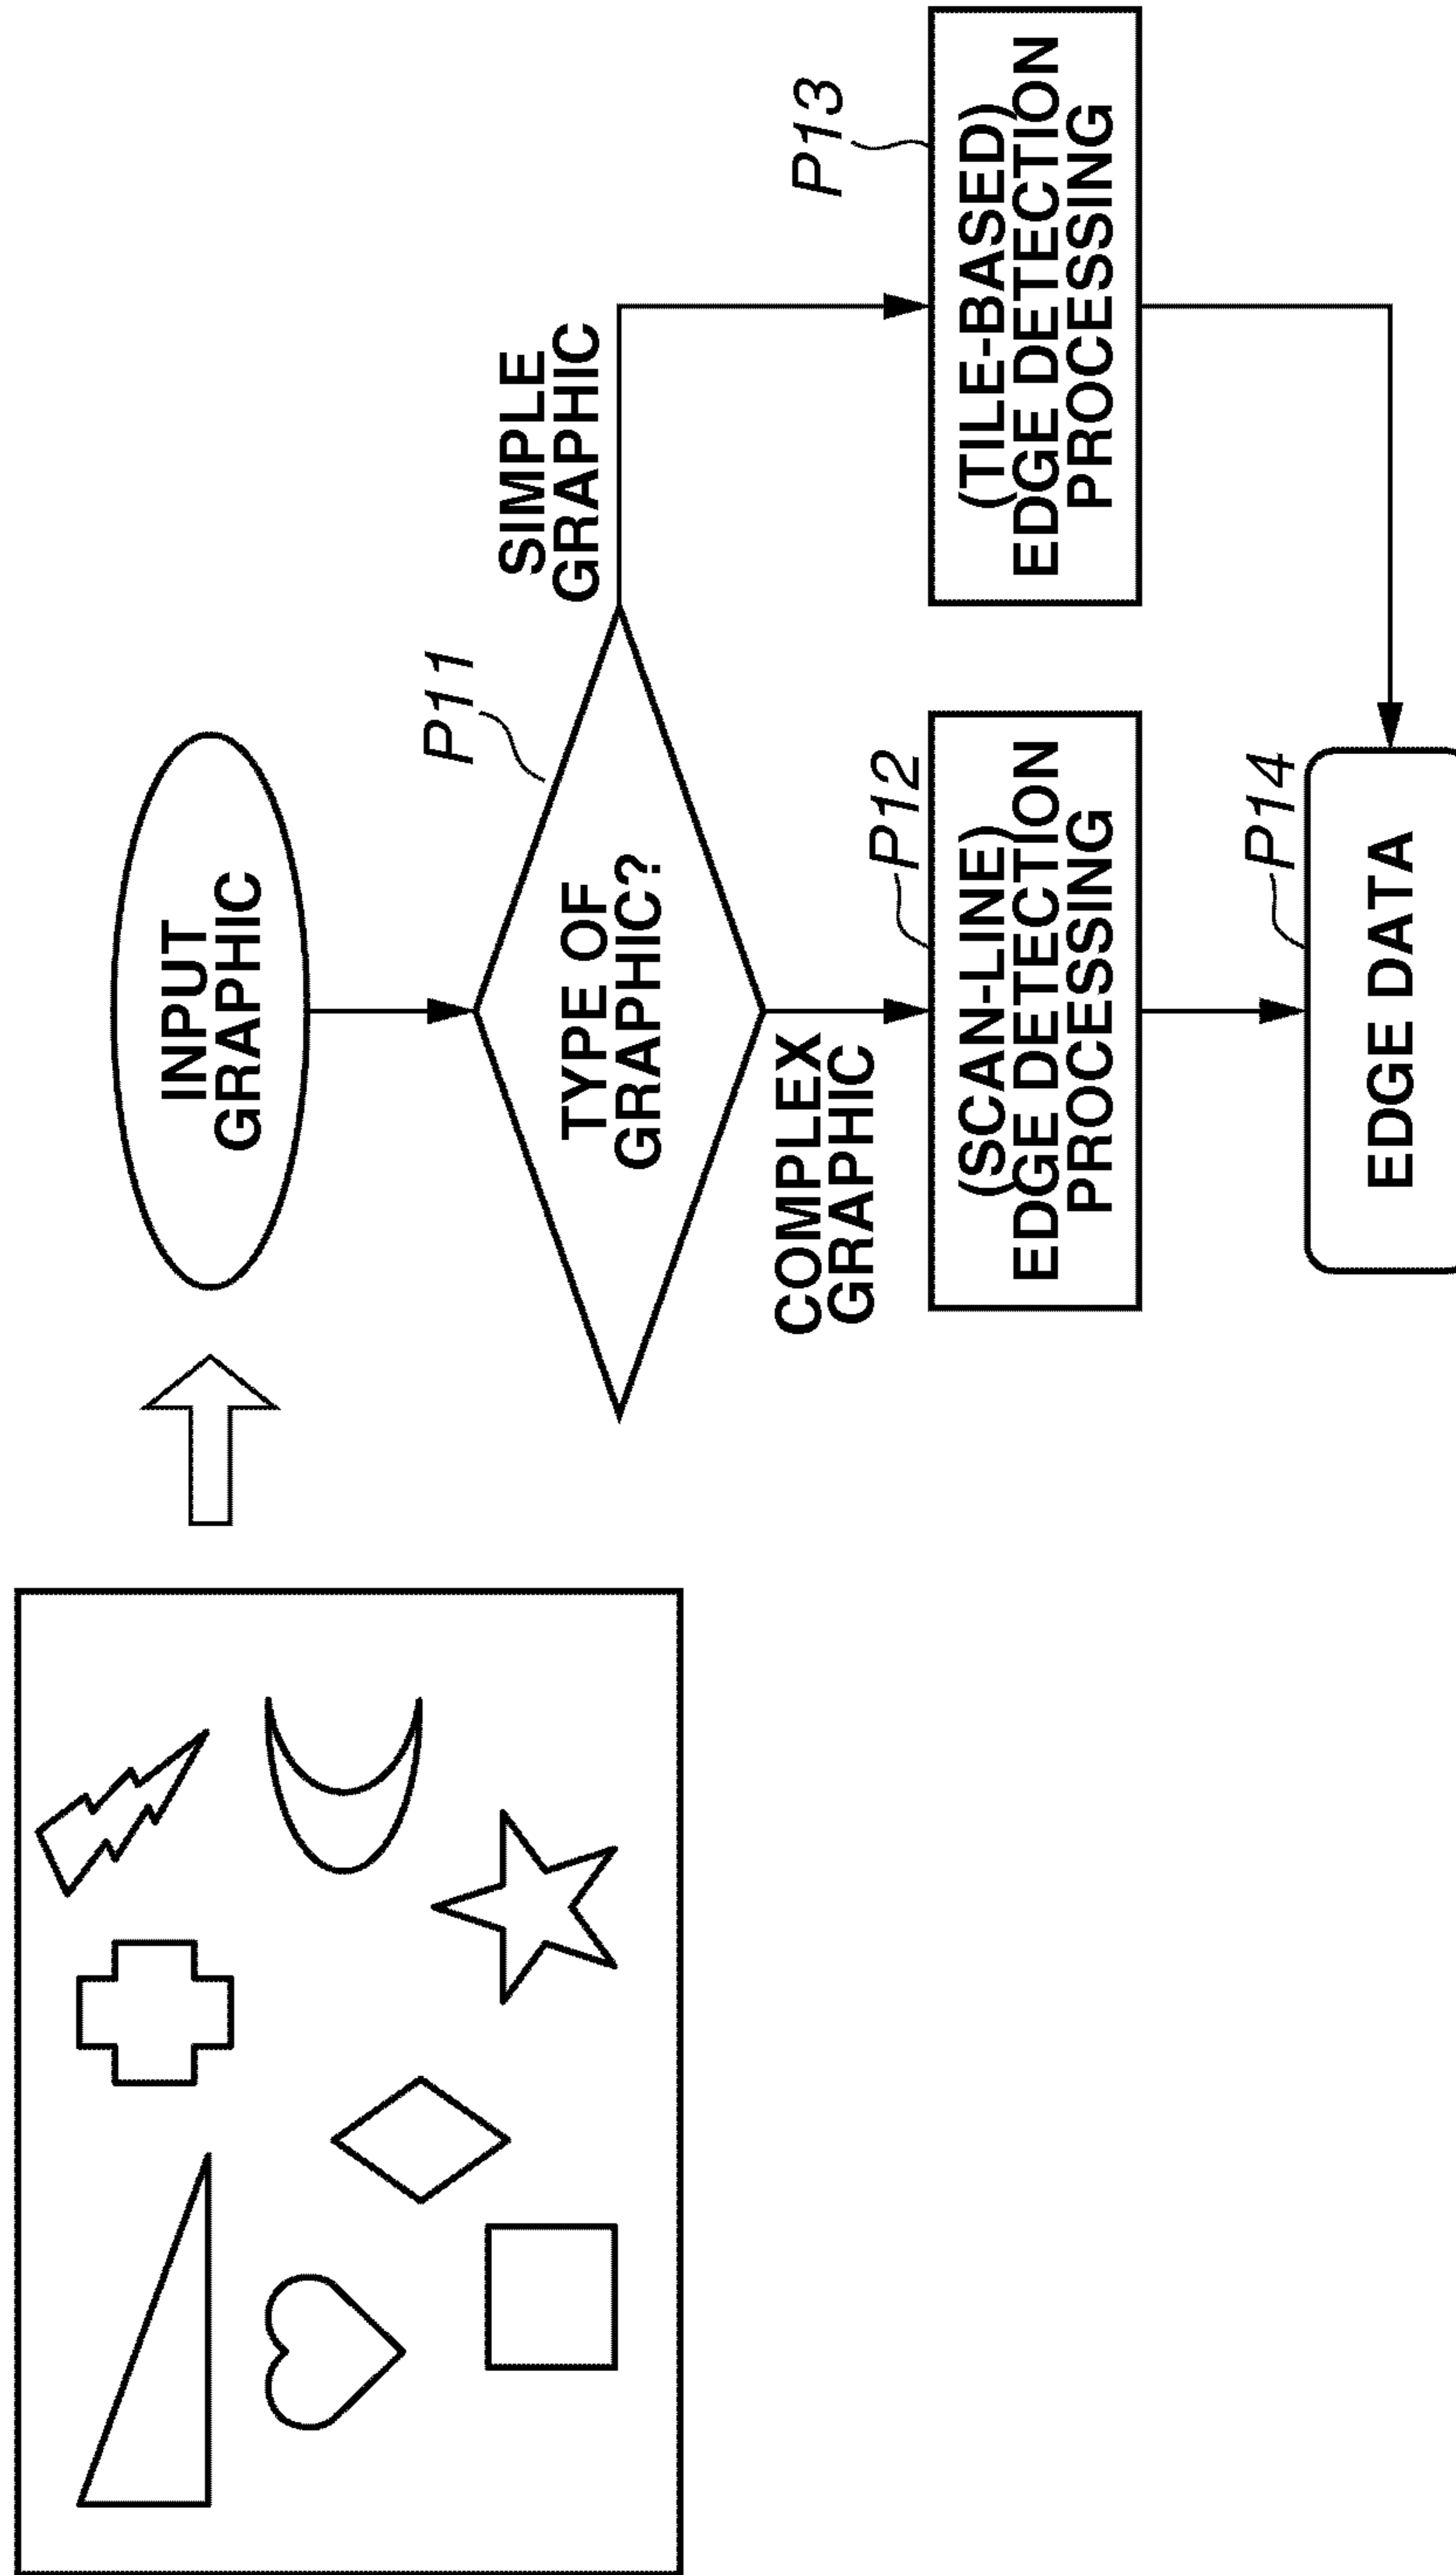 INPUT
GRAPHIC
P11
TYPE OF
GRAPHIC?
SIMPLE
GRAPHIC
COMPLEX
GRAPHIC
P12
(SCAN-LINE)
EDGE DETECTION
PROCESSING
P13
(TILE-BASED)
EDGE DETECTION
PROCESSING
P14
EDGE DATA